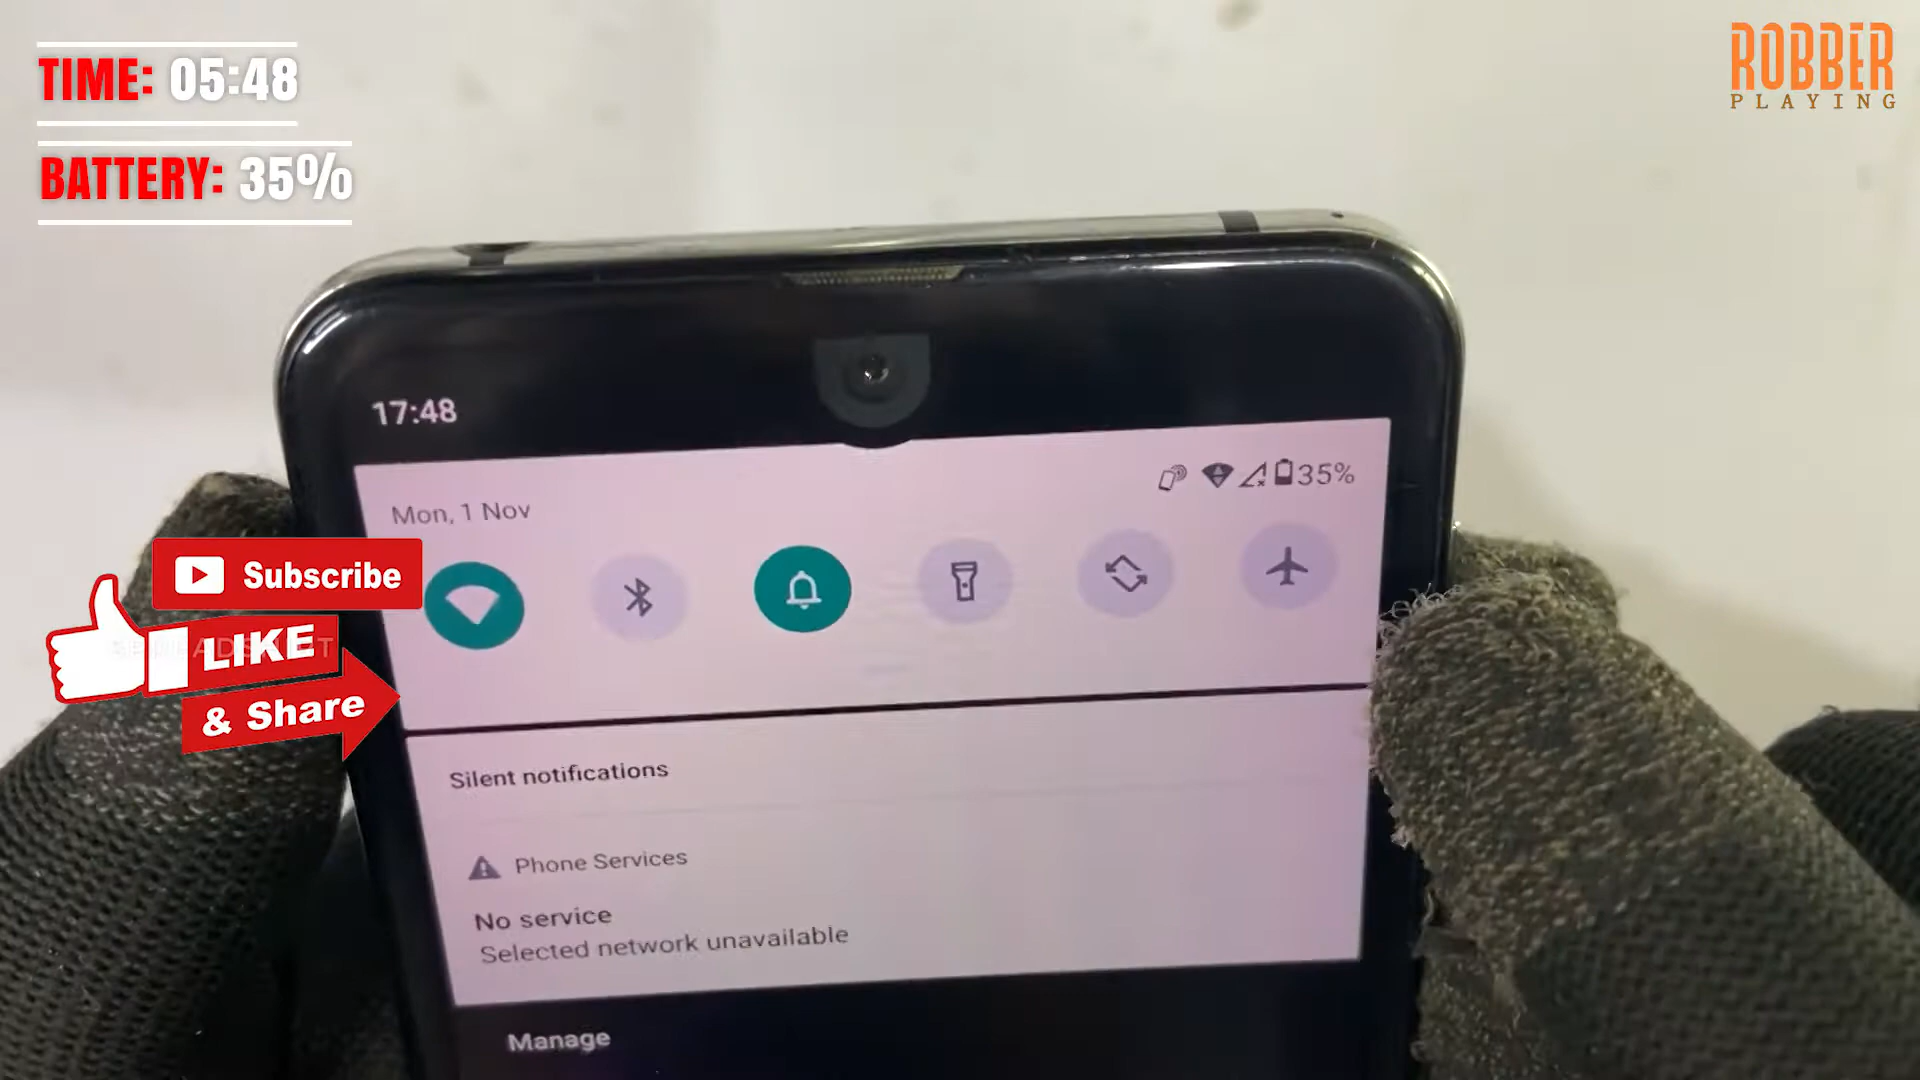 TIME: 05:48
BATTERY: 35%
ROBBER
PLAYING
17:48
35%
Mon, 1 Nov
Subscribe
LIKE
& Share
Silent notifications
Phone Services
No service
Selected network unavailable
Manage